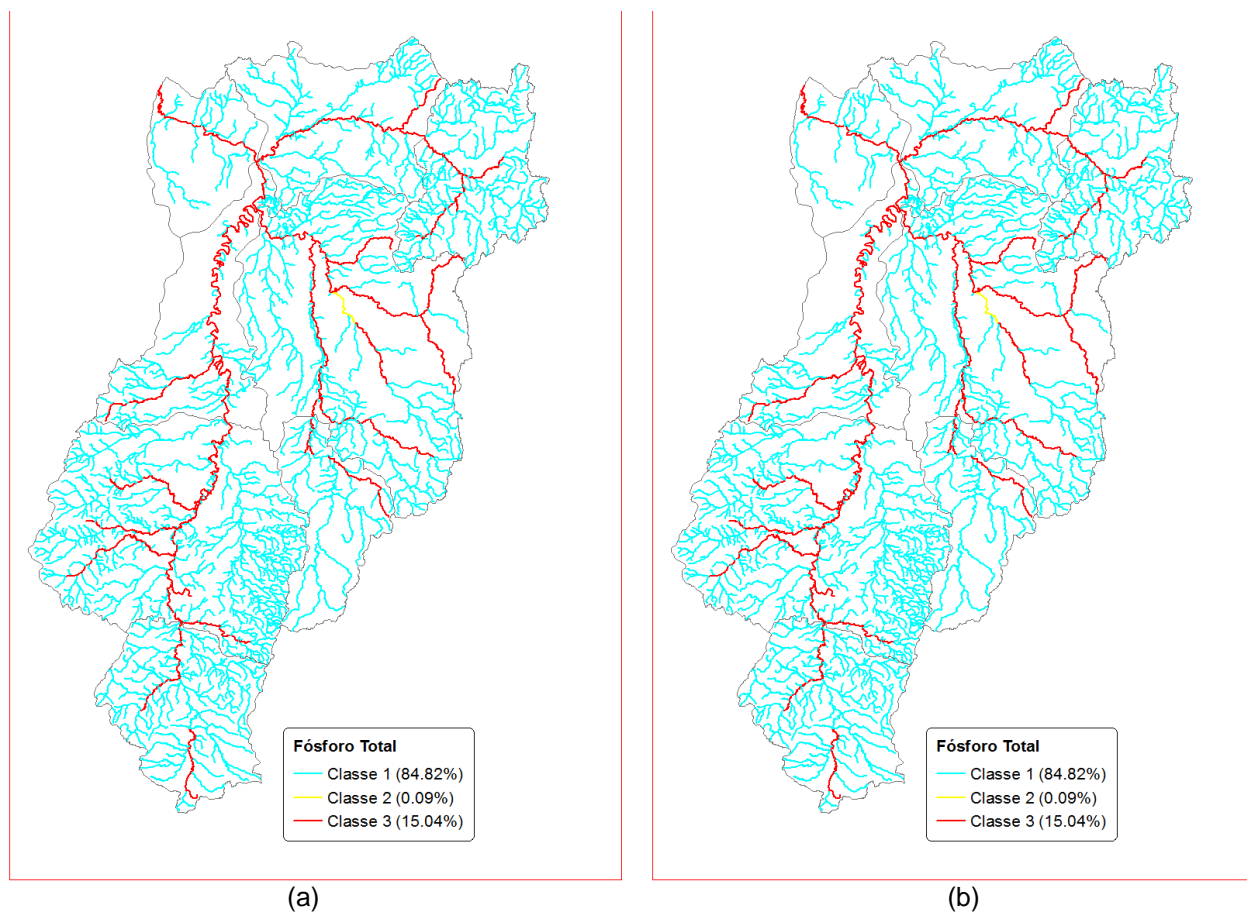 Fósforo Total
Classe 1 (84.82%)
Classe 2 (0.09%)
Classe 3 (15.04%)
(a)
Fósforo Total
Classe 1 (84.82%)
Classe 2 (0.09%)
Classe 3 (15.04%)
(b)